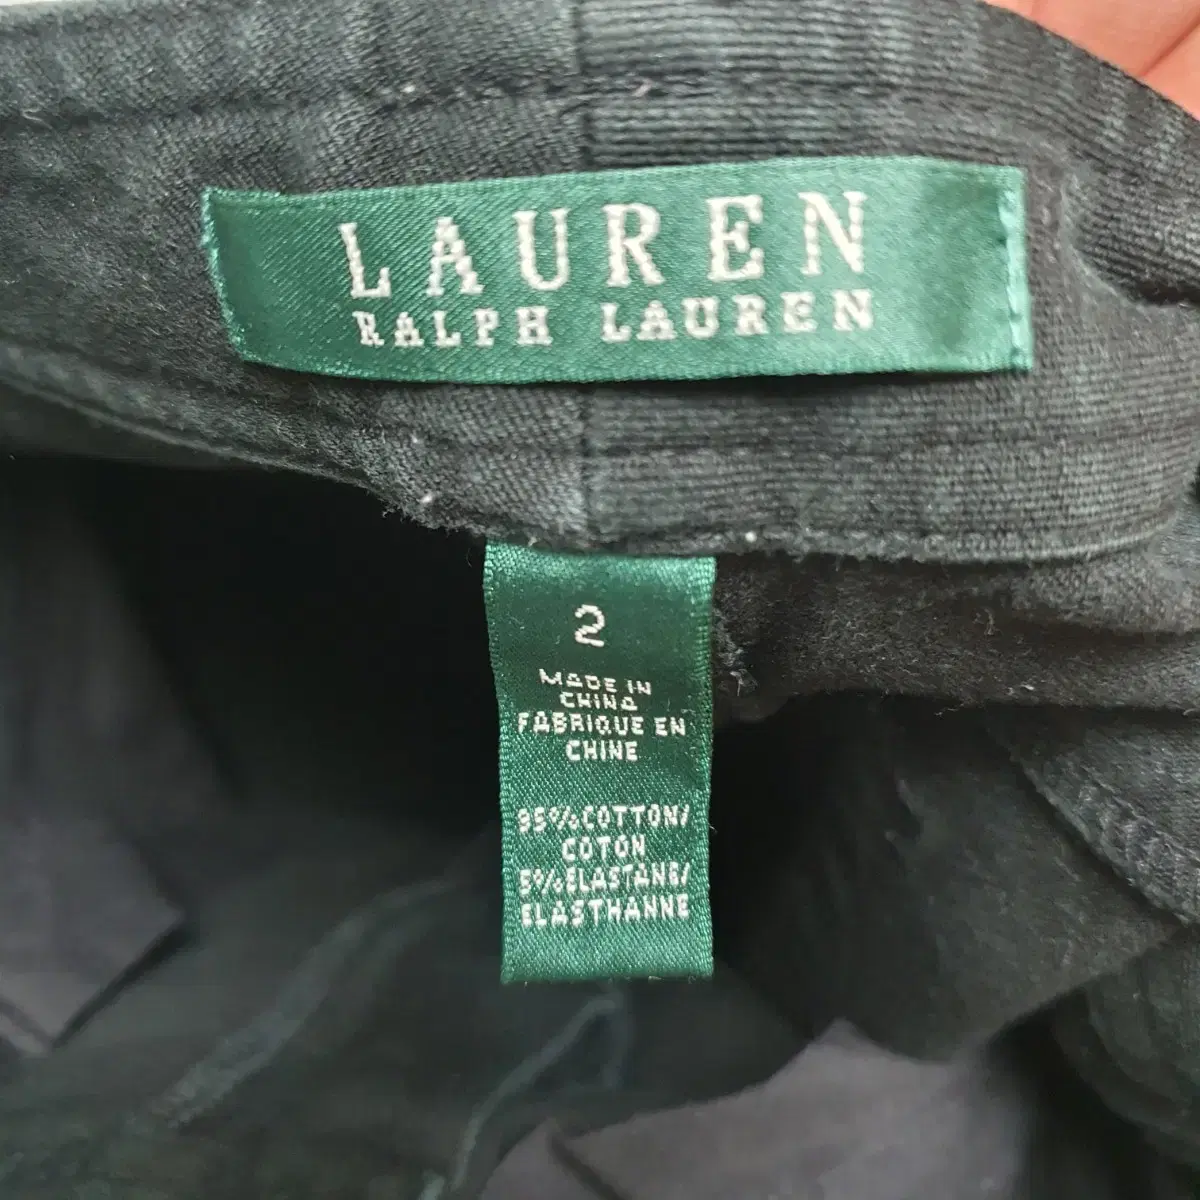 LAUREN
RALPH LAUREN
2
MADE IN
CHINA
FABRIQUE EN
CHINE
95%COTTON/
COTON
5%ELASTANE/
ELASTHANNE